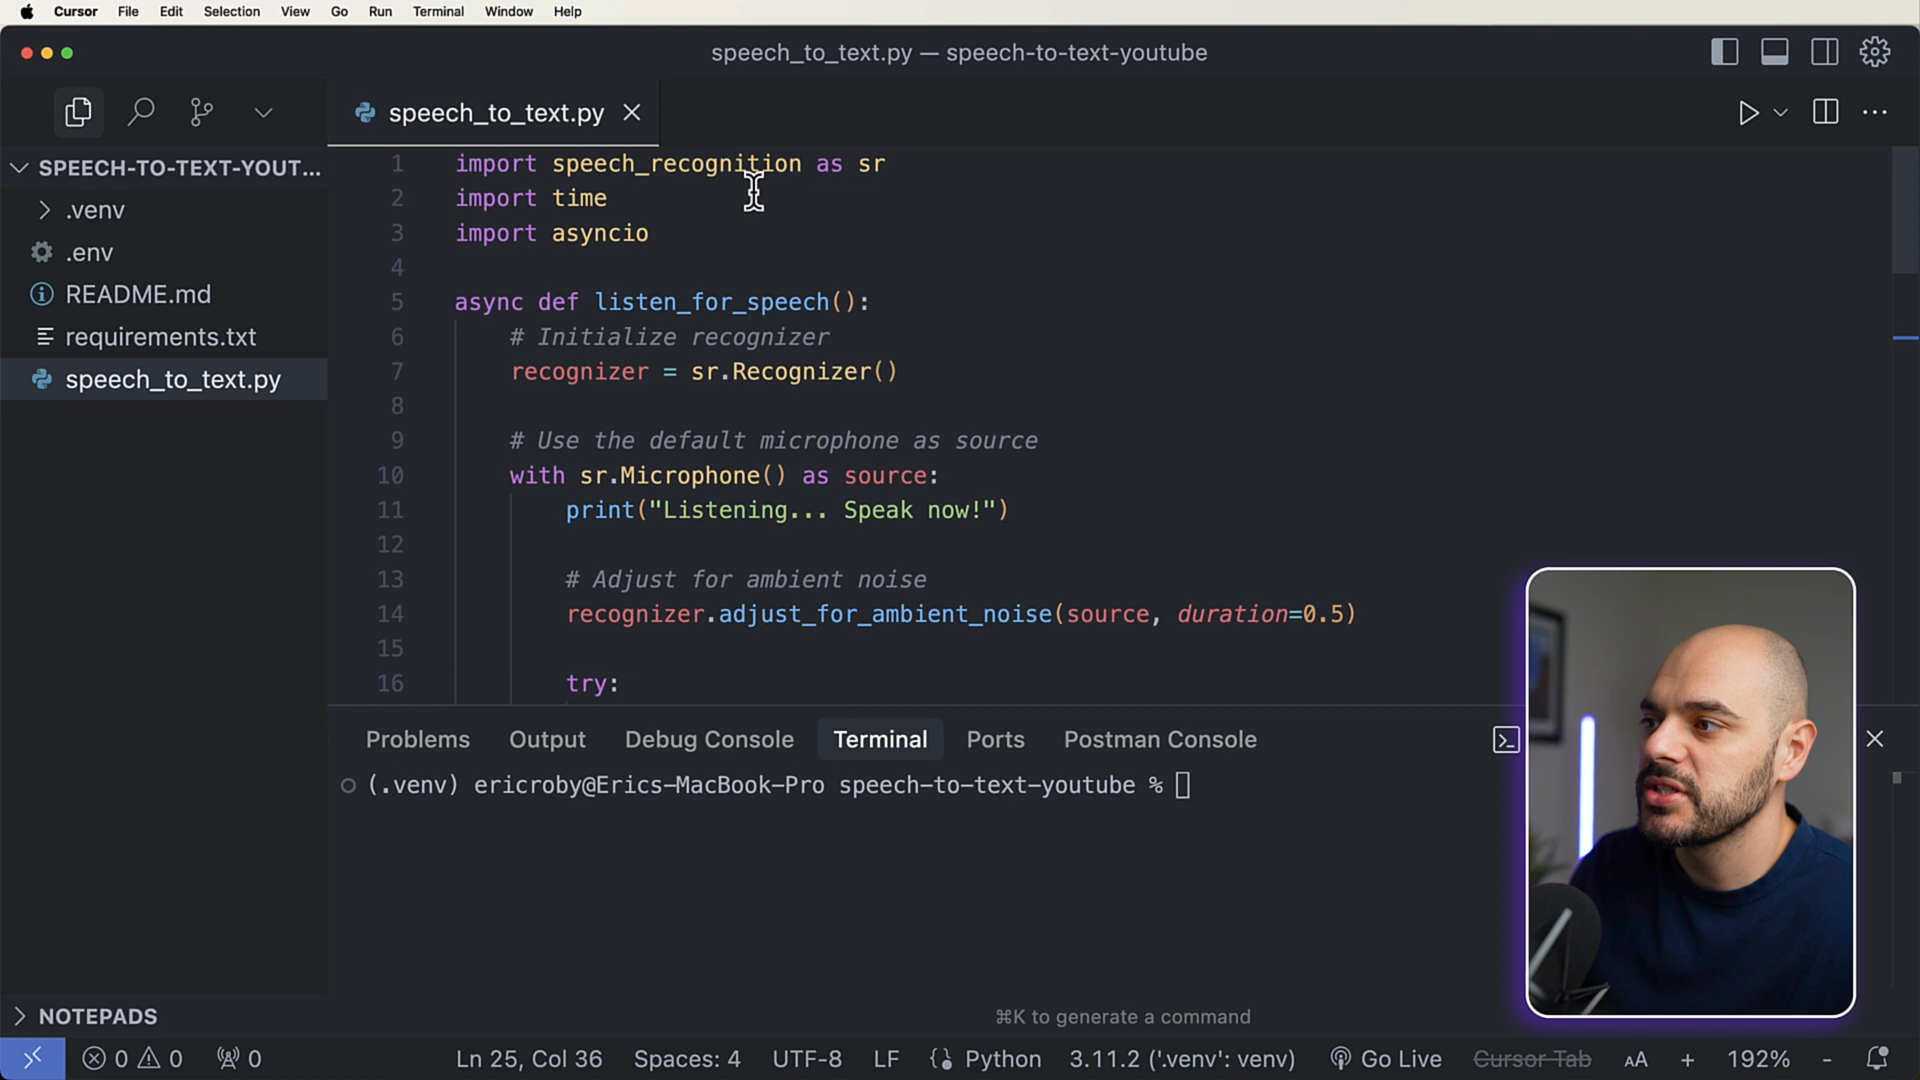 Cursor File Edit Selection View Go Run Terminal Window Help
speech_to_text.py — speech-to-text-youtube
speech_to_text.py
SPEECH-TO-TEXT-YOUT...
.venv
.env
README.md
requirements.txt
speech_to_text.py
1 import speech_recognition as sr
2 import time
3 import asyncio
4
5 async def listen_for_speech():
6 # Initialize recognizer
7 recognizer = sr.Recognizer()
8
9 # Use the default microphone as source
10 with sr.Microphone() as source:
11 print("Listening... Speak now!")
12
13 # Adjust for ambient noise
14 recognizer.adjust_for_ambient_noise(source, duration=0.5)
15
16 try:
Problems Output Debug Console Terminal Ports Postman Console
(.venv) ericroby@Erics-MacBook-Pro speech-to-text-youtube %
NOTEPADS
⌘K to generate a command
0 0 0 Ln 25, Col 36 Spaces: 4 UTF-8 LF Python 3.11.2 ('.venv': venv) Go Live Cursor Tab AA + 192% -